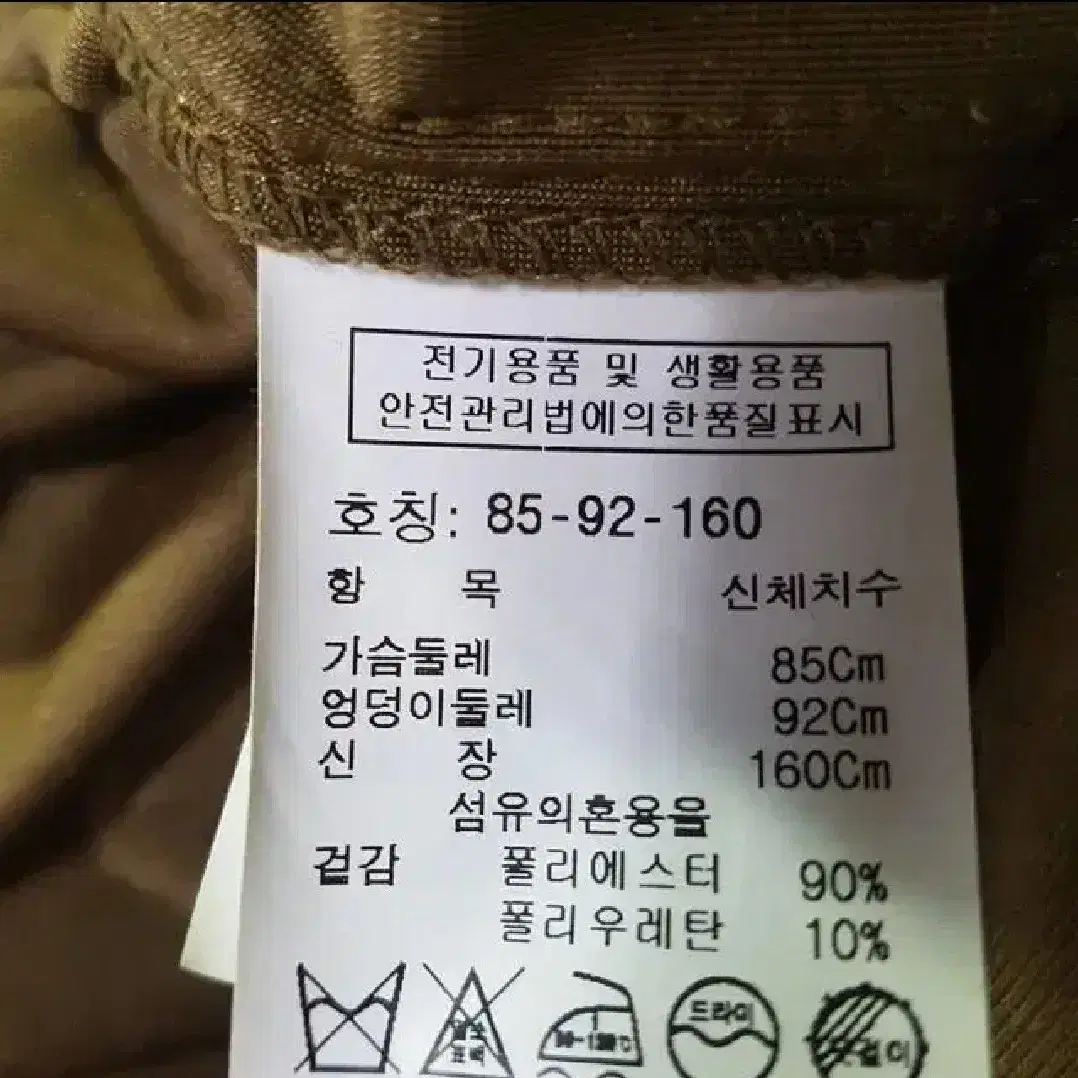 전기용품 및 생활용품
안전관리법에의한품질표시
호칭: 85-92-160
항 목 신체치수
가슴둘레 85Cm
엉덩이둘레 92Cm
신 장 160Cm
섬유의혼용율
겉감 폴리에스터 90%
폴리우레탄 10%
드라이